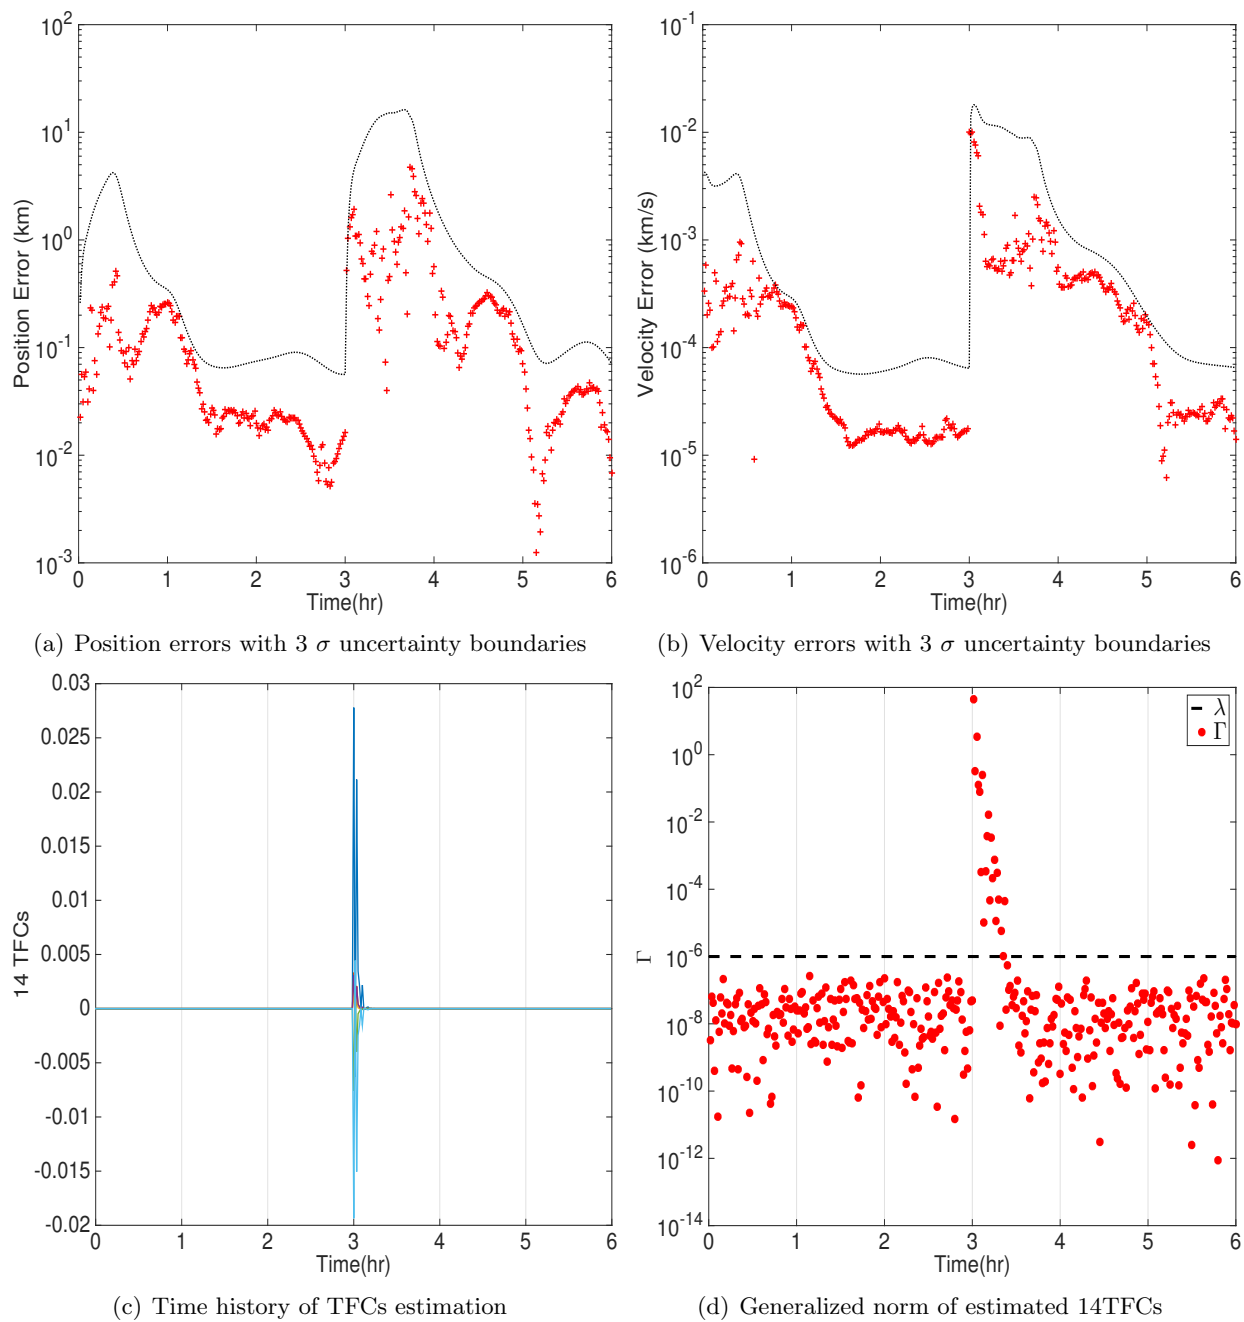 10^2
10^1
10^0
10^-1
10^-2
10^-3
Position Error (km)
0 1 2 3 4 5 6
Time(hr)
(a) Position errors with 3 σ uncertainty boundaries
10^-1
10^-2
10^-3
10^-4
10^-5
10^-6
Velocity Error (km/s)
0 1 2 3 4 5 6
Time(hr)
(b) Velocity errors with 3 σ uncertainty boundaries
0.03
0.025
0.02
0.015
0.01
0.005
0
-0.005
-0.01
-0.015
-0.02
14 TFCs
0 1 2 3 4 5 6
Time(hr)
(c) Time history of TFCs estimation
10^2
10^0
10^-2
10^-4
10^-6
10^-8
10^-10
10^-12
10^-14
Γ
λ
Γ
0 1 2 3 4 5 6
Time(hr)
(d) Generalized norm of estimated 14TFCs